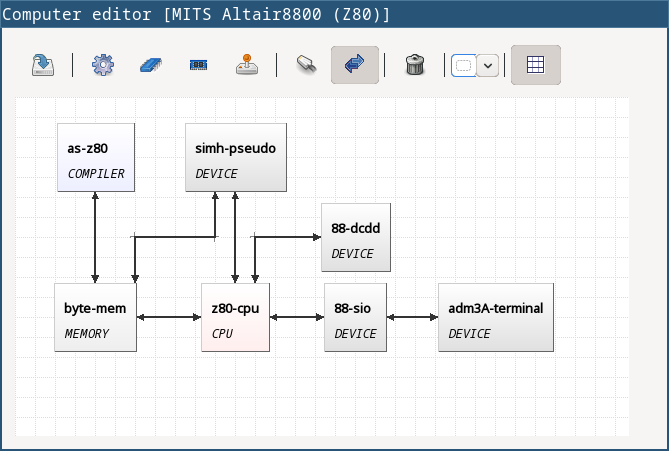 Computer editor [MITS Altair8800 (Z80)]
as-z80
COMPILER
simh-pseudo
DEVICE
88-dcdd
DEVICE
byte-mem
MEMORY
z80-cpu
CPU
88-sio
DEVICE
adm3A-terminal
DEVICE